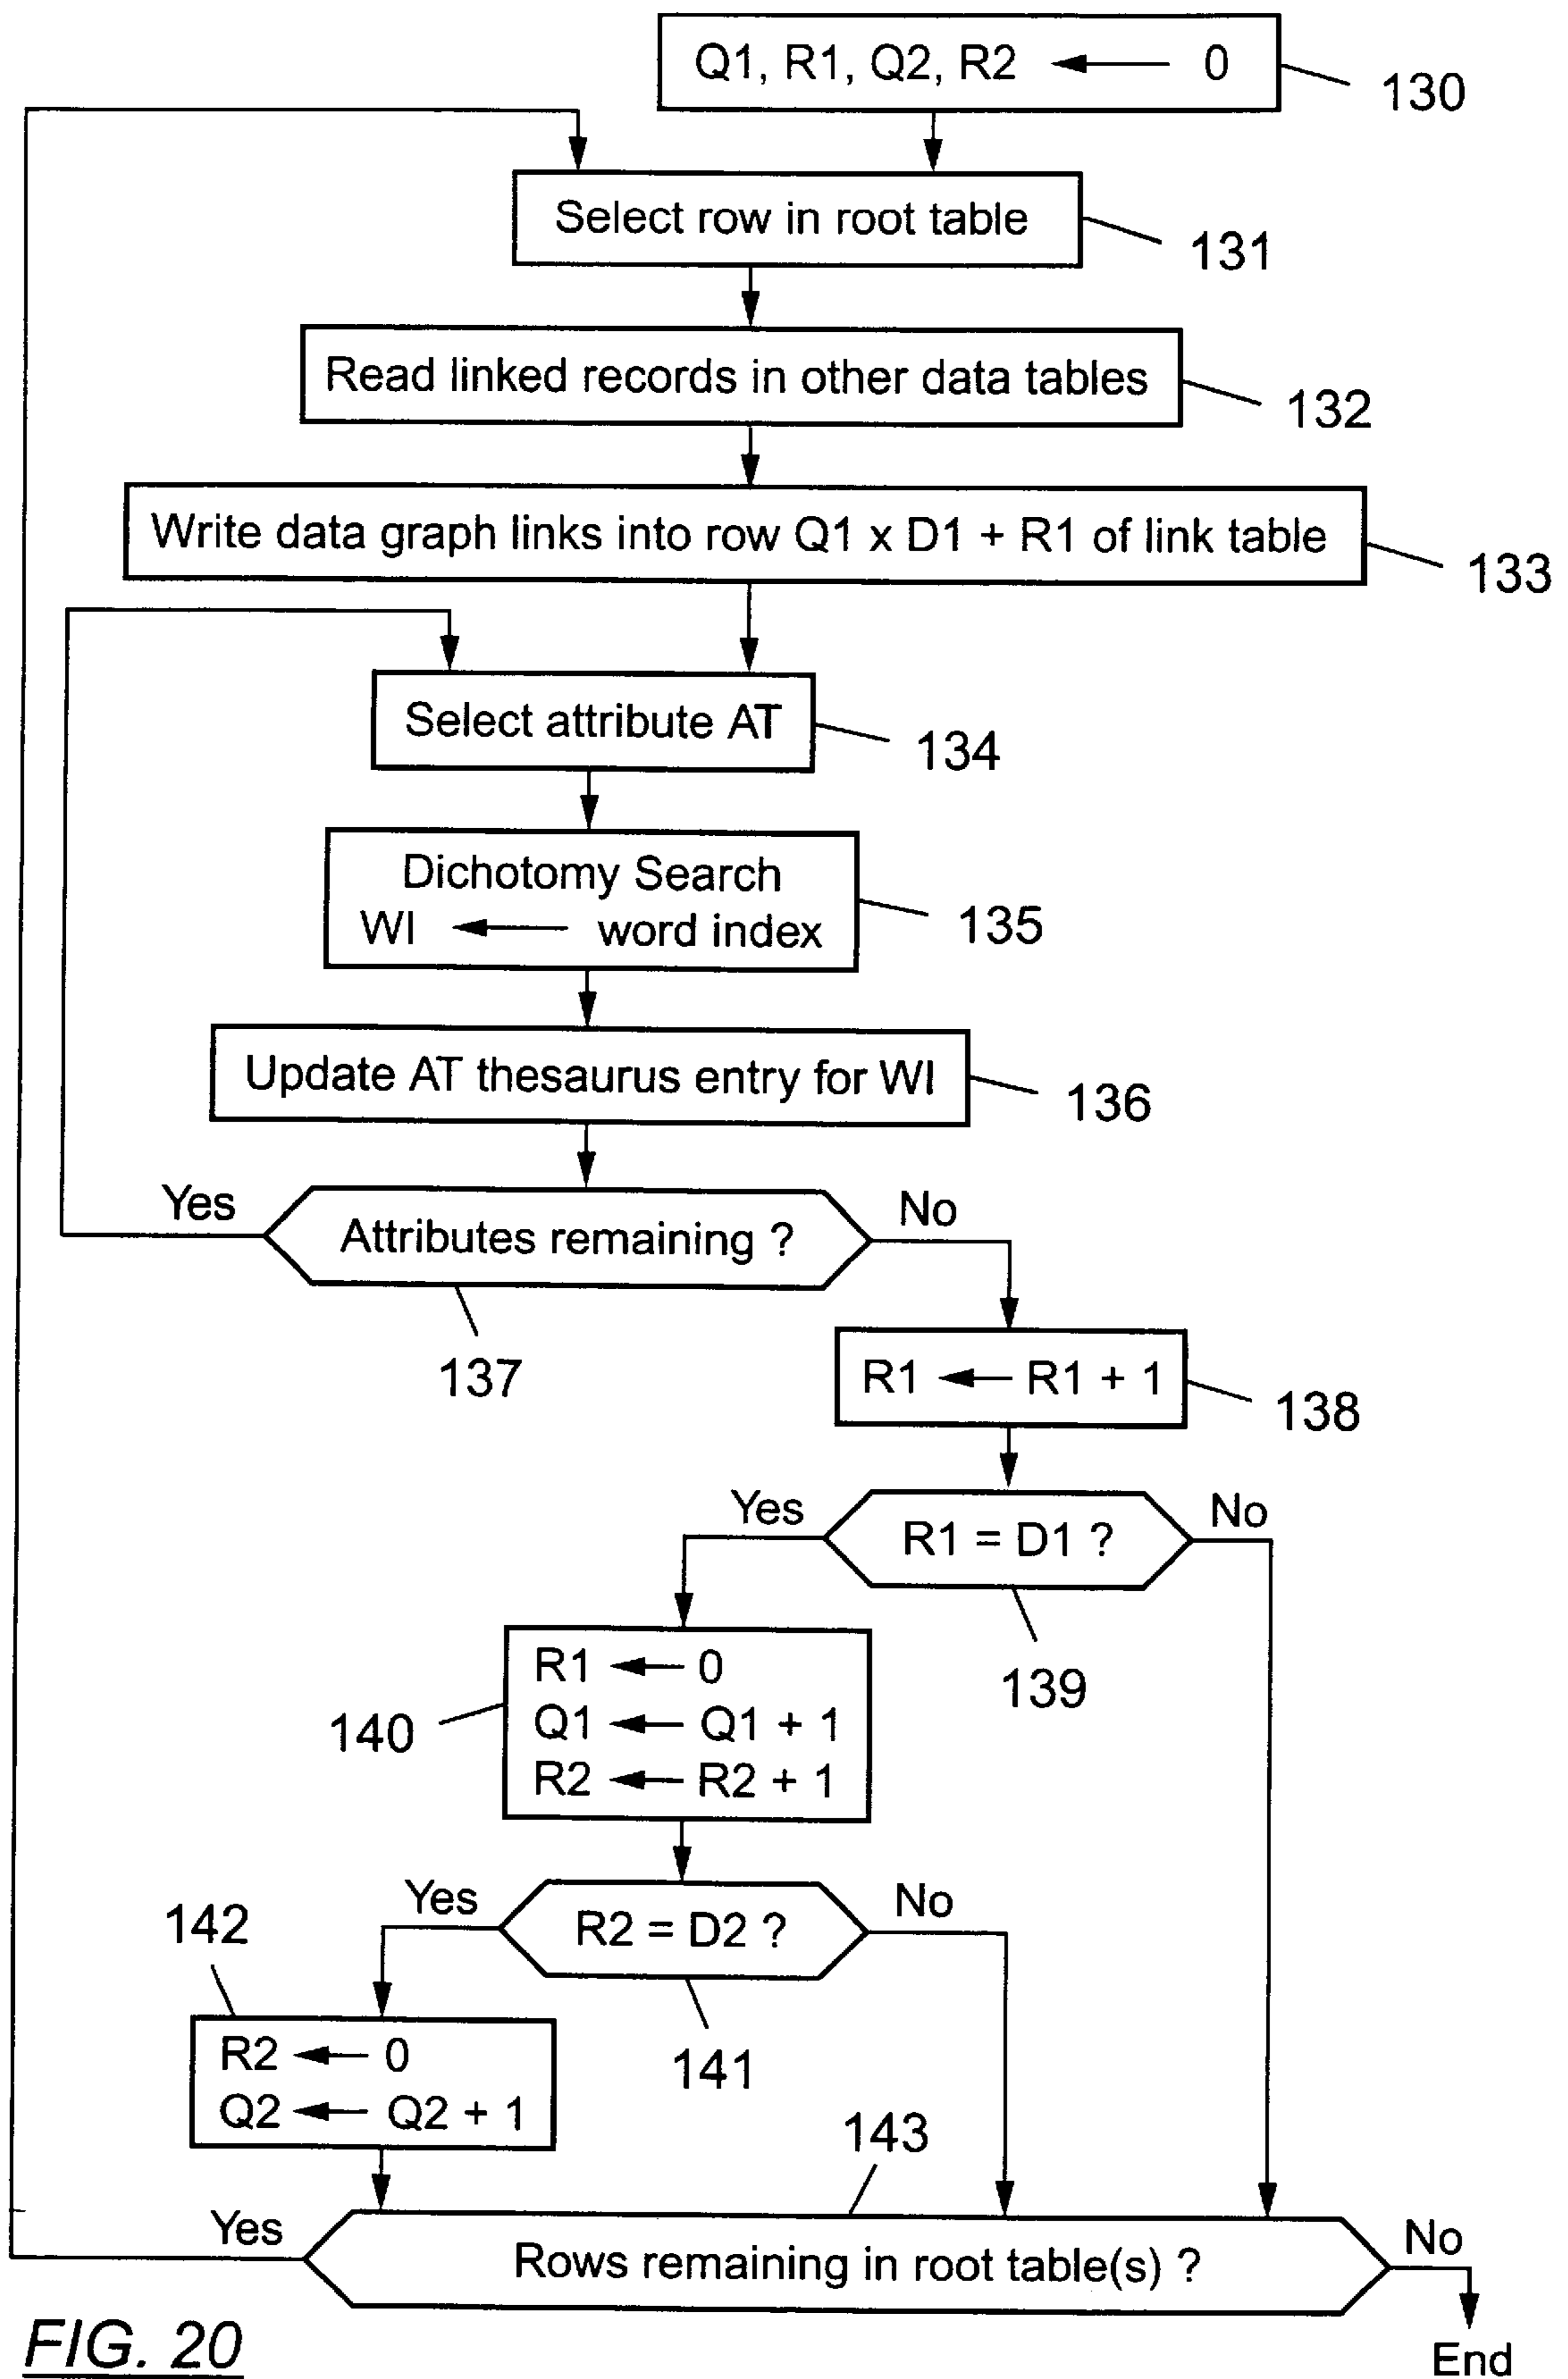 Q1, R1, Q2, R2 ← 0
130
Select row in root table
131
Read linked records in other data tables
132
Write data graph links into row Q1 x D1 + R1 of link table
133
Select attribute AT
134
Dichotomy Search
WI ← word index
135
Update AT thesaurus entry for WI
136
Yes
Attributes remaining ?
No
137
R1 ← R1 + 1
138
Yes
R1 = D1 ?
No
139
R1 ← 0
Q1 ← Q1 + 1
R2 ← R2 + 1
140
Yes
R2 = D2 ?
No
141
142
R2 ← 0
Q2 ← Q2 + 1
143
Yes
Rows remaining in root table(s) ?
No
End
FIG. 20